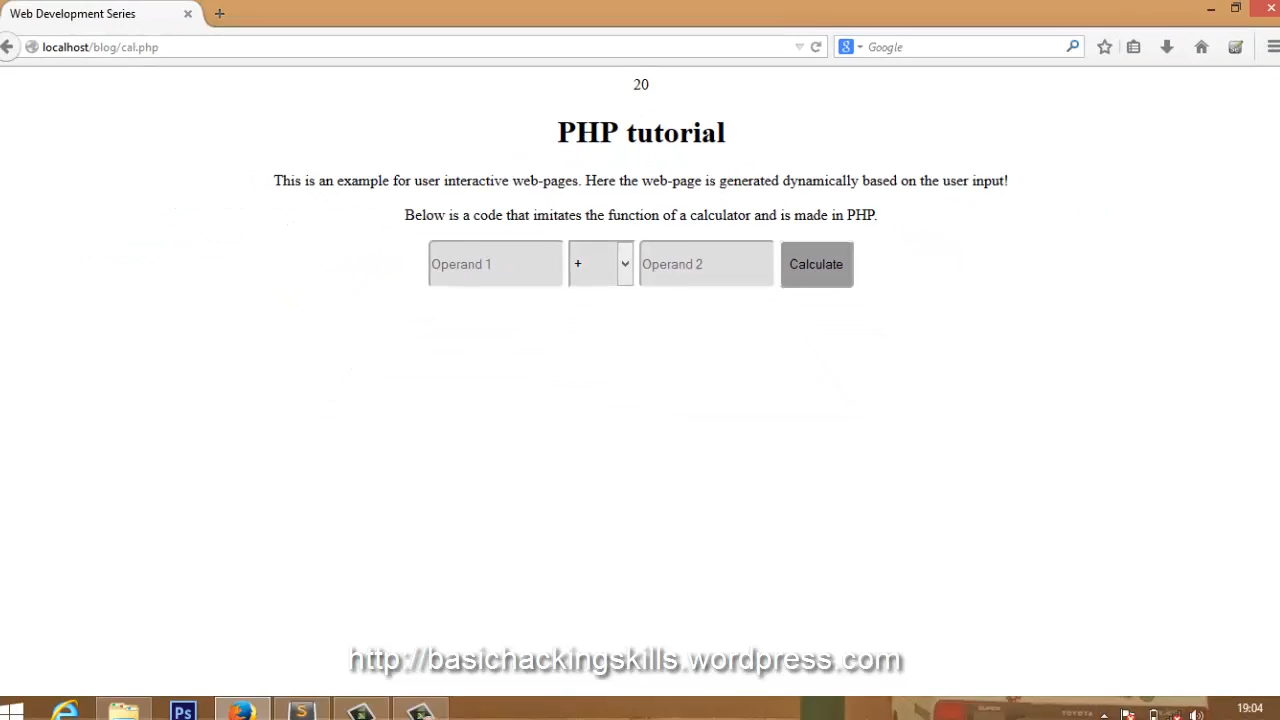 Web Development Series
localhost/blog/cal.php
Google
20
PHP tutorial
This is an example for user interactive web-pages. Here the web-page is generated dynamically based on the user input!
Below is a code that imitates the function of a calculator and is made in PHP.
Operand 1 + Operand 2 Calculate
http://basichackingskills.wordpress.com
Ps
S
SUPER
TOYOTA
19:04